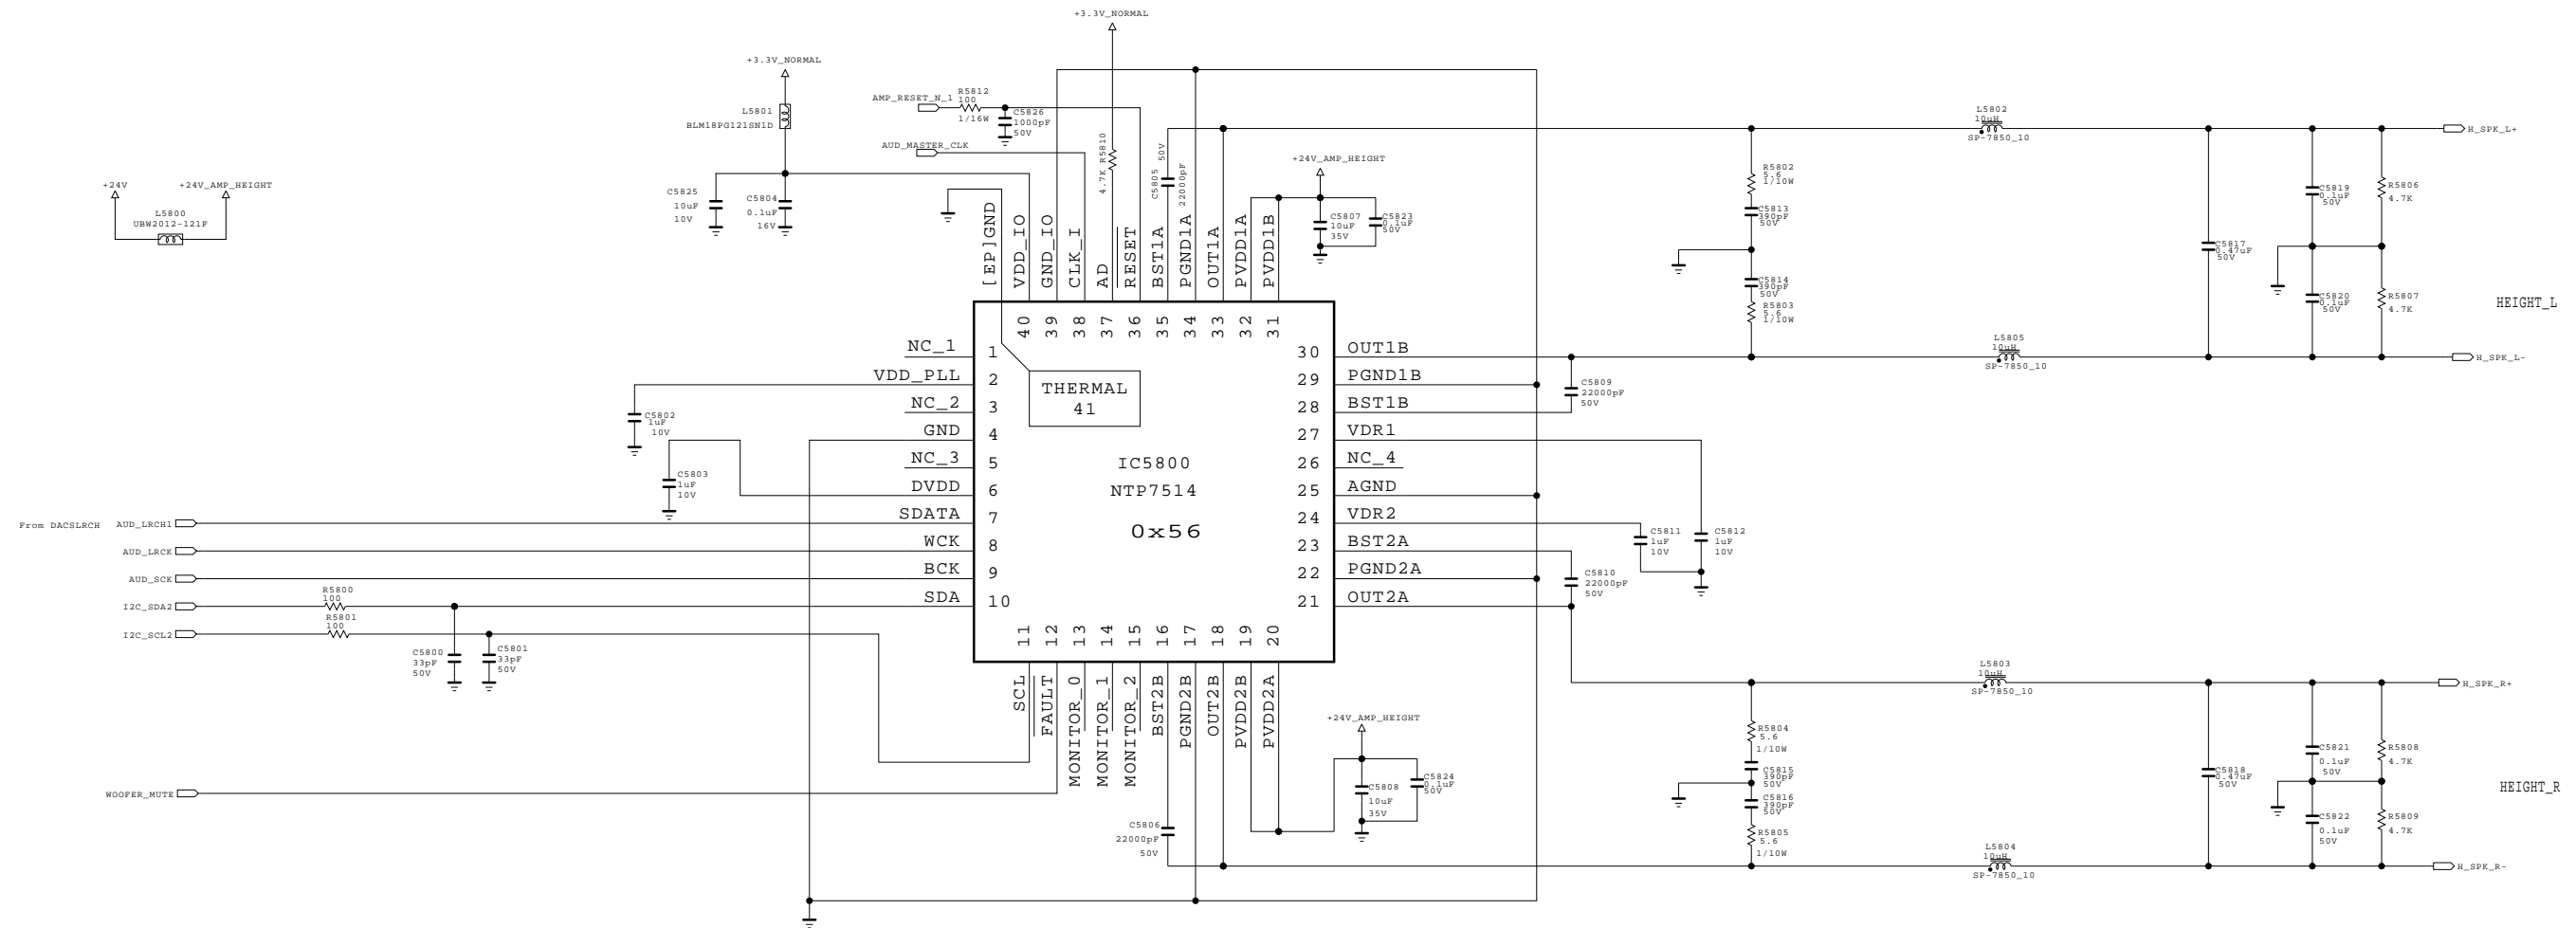 +3.3V_NORMAL
+3.3V_NORMAL
L5801
BLM18PG121SN1D
AMP_RESET_N_1
R5812
100
1/16W
C5826
1000pF
50V
AUD_MASTER_CLK
R5810
4.7K
C5805
50V
22000pF
+24V_AMP_HEIGHT
C5807
10uF
35V
C5823
0.1uF
50V
+24V
+24V_AMP_HEIGHT
L5800
UBW2012-121F
C5825
10uF
10V
C5804
0.1uF
16V
[EP]GND
VDD_IO
GND_IO
CLK_I
AD
RESET
BST1A
PGND1A
OUT1A
PVDD1A
PVDD1B
40
39
38
37
36
35
34
33
32
31
L5802
10uH
SP-7850_10
H_SPK_L+
R5802
5.6
1/10W
C5813
390pF
50V
C5814
390pF
50V
R5803
5.6
1/10W
C5817
0.47uF
50V
C5819
0.1uF
50V
R5806
4.7K
C5820
0.1uF
50V
R5807
4.7K
HEIGHT_L
L5805
10uH
SP-7850_10
H_SPK_L-
NC_1 1
VDD_PLL 2
NC_2 3
GND 4
NC_3 5
DVDD 6
SDATA 7
WCK 8
BCK 9
SDA 10
THERMAL
41
IC5800
NTP7514
0x56
30 OUT1B
29 PGND1B
28 BST1B
27 VDR1
26 NC_4
25 AGND
24 VDR2
23 BST2A
22 PGND2A
21 OUT2A
C5802
1uF
10V
C5803
1uF
10V
C5809
22000pF
50V
C5811
1uF
10V
C5812
1uF
10V
C5810
22000pF
50V
From DACSLRCH AUD_LRCH1
AUD_LRCK
AUD_SCK
I2C_SDA2
R5800
100
I2C_SCL2
R5801
100
C5800
33pF
50V
C5801
33pF
50V
WOOFER_MUTE
11
12
13
14
15
16
17
18
19
20
SCL
FAULT
MONITOR_0
MONITOR_1
MONITOR_2
BST2B
PGND2B
OUT2B
PVDD2B
PVDD2A
+24V_AMP_HEIGHT
C5808
10uF
35V
C5824
0.1uF
50V
C5806
22000pF
50V
L5803
10uH
SP-7850_10
H_SPK_R+
R5804
5.6
1/10W
C5815
390pF
50V
C5816
390pF
50V
R5805
5.6
1/10W
C5818
0.47uF
50V
C5821
0.1uF
50V
R5808
4.7K
C5822
0.1uF
50V
R5809
4.7K
HEIGHT_R
L5804
10uH
SP-7850_10
H_SPK_R-